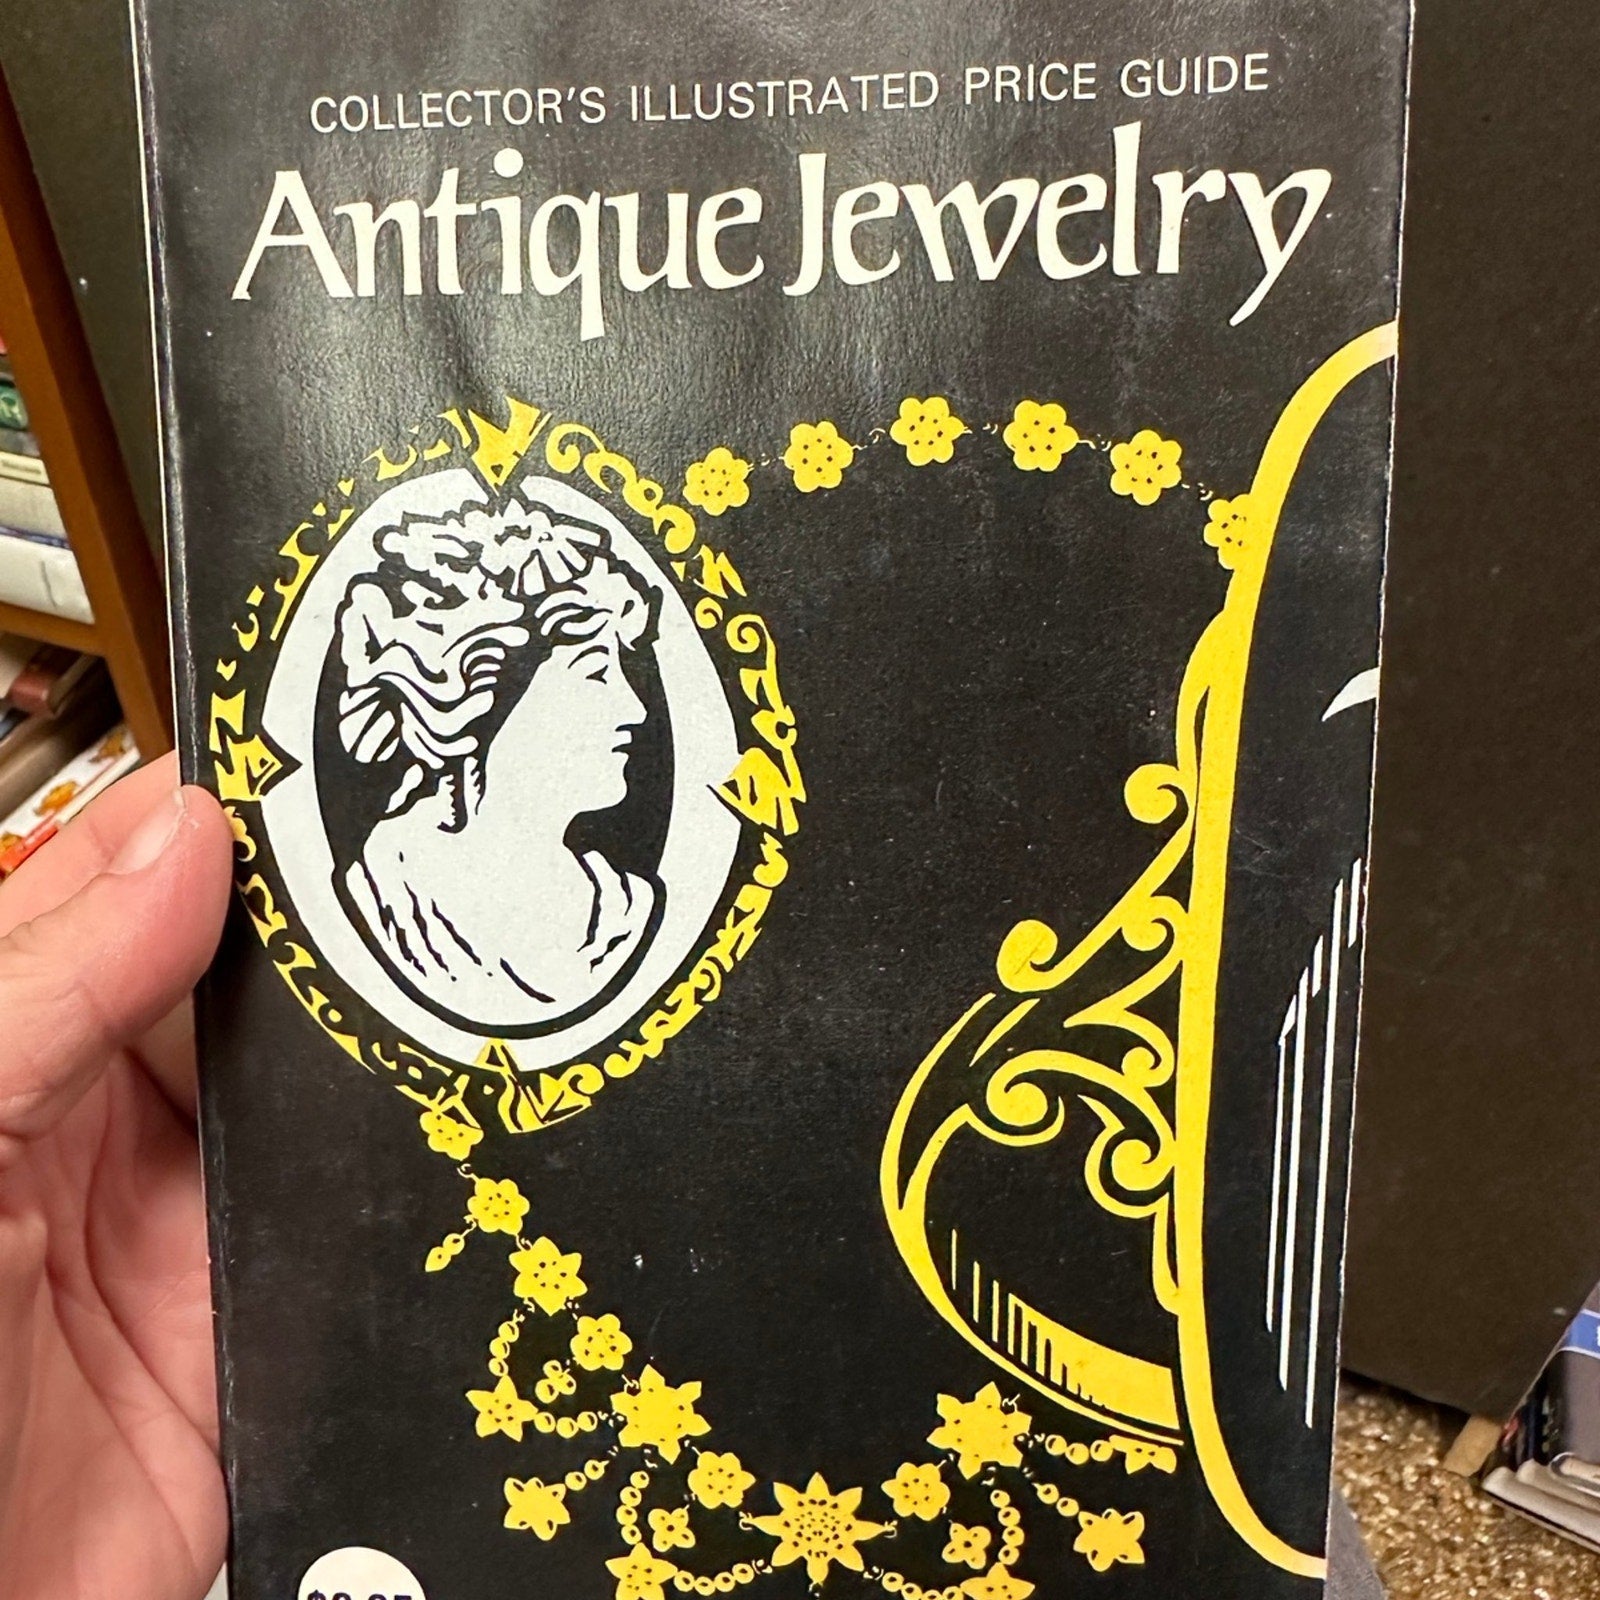 COLLECTOR'S ILLUSTRATED PRICE GUIDE
Antique Jewelry